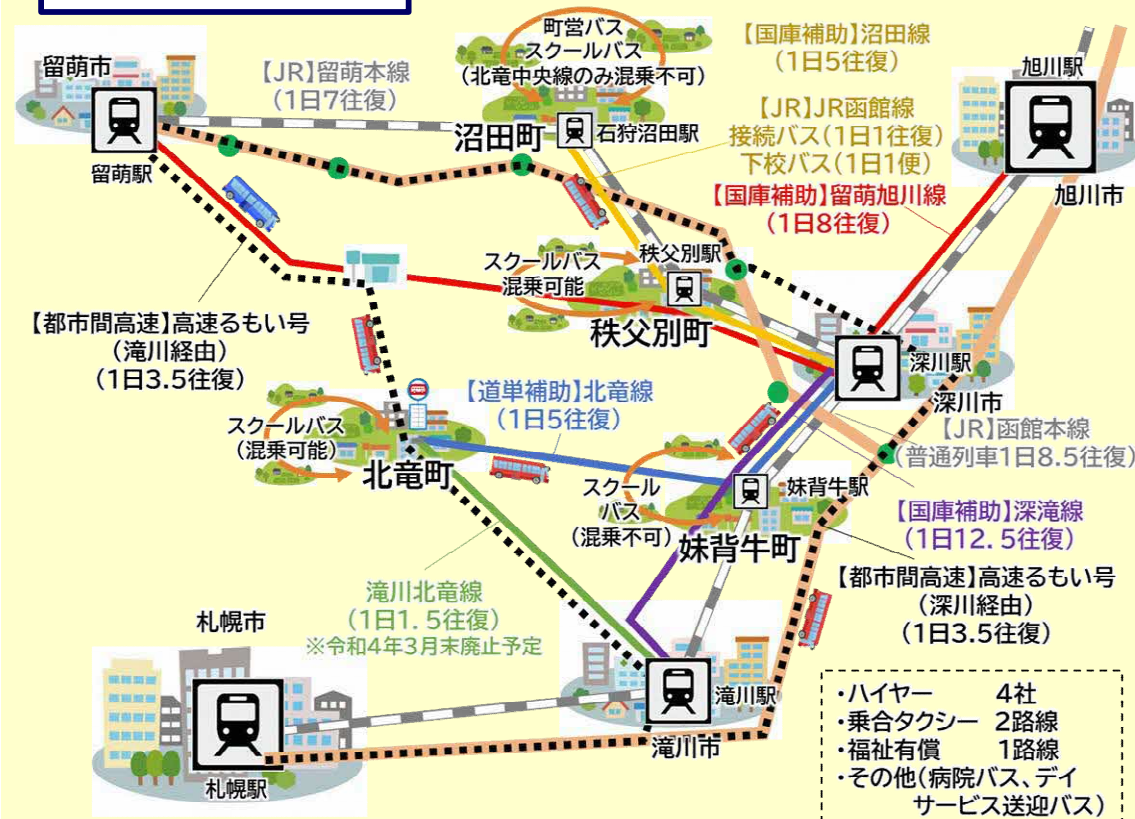 留萌市
留萌駅
【JR】留萌本線
(1日7往復)
町営バス
スクールバス
(北竜中央線のみ混乗不可)
沼田町
石狩沼田駅
【国庫補助】沼田線
(1日5往復)
【JR】JR函館線
接続バス(1日1往復)
下校バス(1日1便)
【国庫補助】留萌旭川線
(1日8往復)
旭川駅
旭川市
スクールバス
混乗可能
秩父別駅
秩父別町
【都市間高速】高速るもい号
(滝川経由)
(1日3.5往復)
深川駅
深川市
【JR】函館本線
(普通列車1日8.5往復)
スクールバス
(混乗可能)
北竜町
【道単補助】北竜線
(1日5往復)
スクール
バス
(混乗不可)
妹背牛駅
妹背牛町
【国庫補助】深滝線
(1日12.5往復)
【都市間高速】高速るもい号
(深川経由)
(1日3.5往復)
滝川北竜線
(1日1.5往復)
※令和4年3月末廃止予定
札幌市
札幌駅
滝川駅
滝川市
・ハイヤー 4社
・乗合タクシー 2路線
・福祉有償 1路線
・その他(病院バス、デイ
サービス送迎バス)